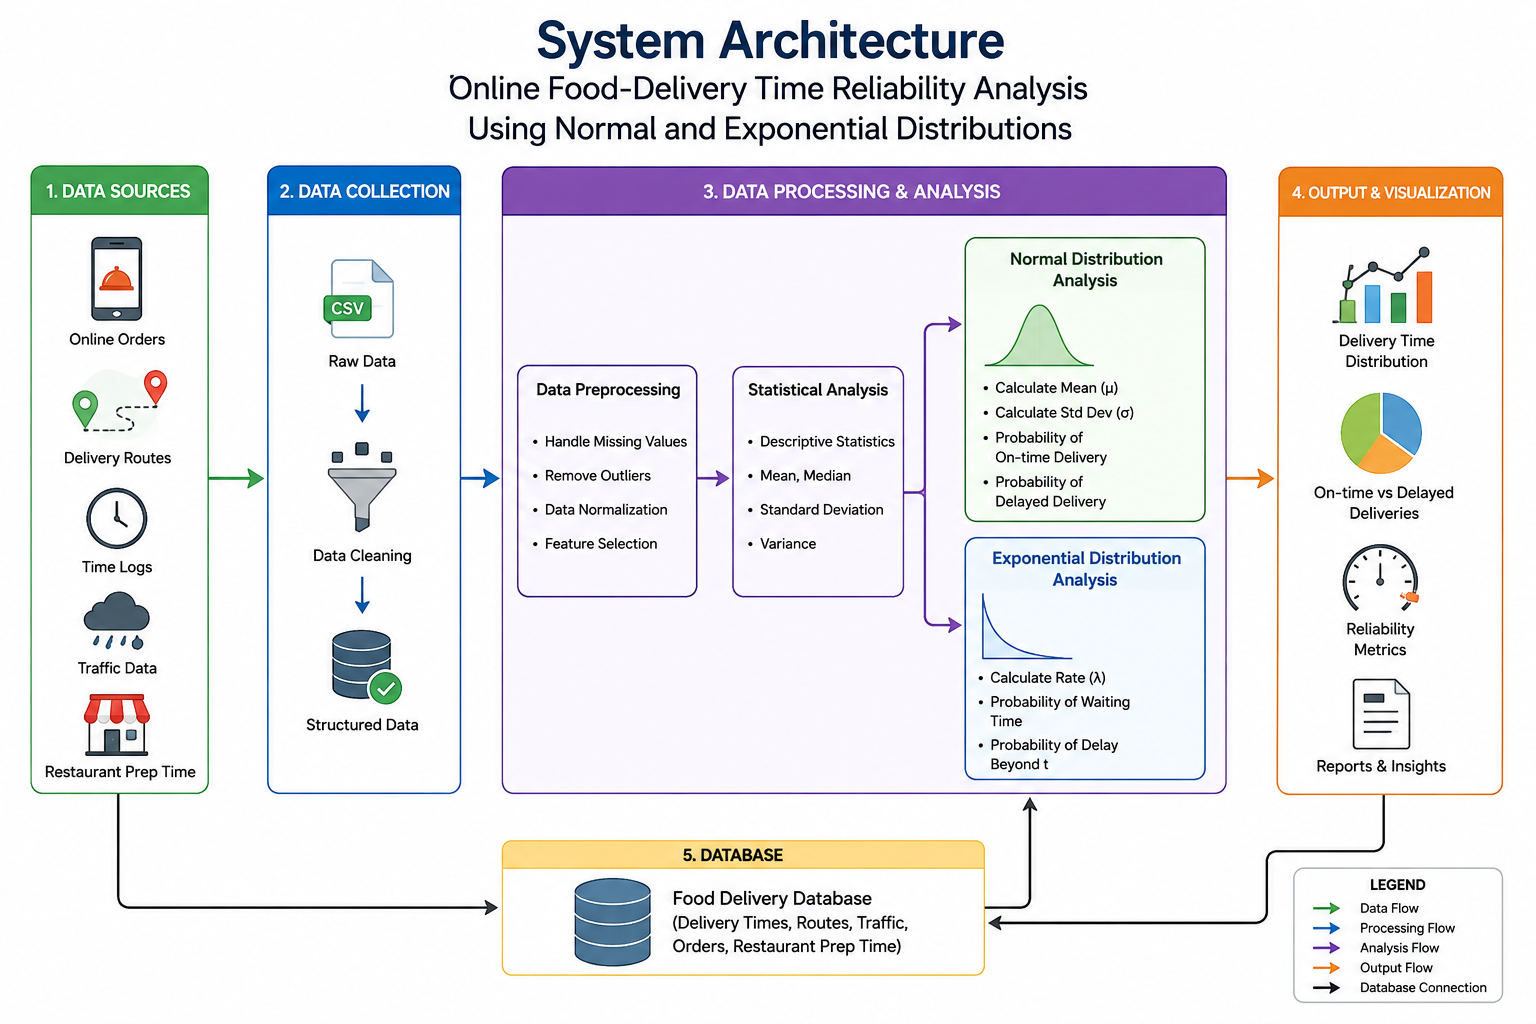 System Architecture
Online Food-Delivery Time Reliability Analysis
Using Normal and Exponential Distributions
1. DATA SOURCES
Online Orders
Delivery Routes
Time Logs
Traffic Data
Restaurant Prep Time
2. DATA COLLECTION
CSV
Raw Data
Data Cleaning
Structured Data
3. DATA PROCESSING & ANALYSIS
Data Preprocessing
• Handle Missing Values
• Remove Outliers
• Data Normalization
• Feature Selection
Statistical Analysis
• Descriptive Statistics
• Mean, Median
• Standard Deviation
• Variance
Normal Distribution
Analysis
• Calculate Mean (μ)
• Calculate Std Dev (σ)
• Probability of
On-time Delivery
• Probability of
Delayed Delivery
Exponential Distribution
Analysis
• Calculate Rate (λ)
• Probability of Waiting
Time
• Probability of Delay
Beyond t
4. OUTPUT & VISUALIZATION
Delivery Time
Distribution
On-time vs Delayed
Deliveries
Reliability
Metrics
Reports & Insights
5. DATABASE
Food Delivery Database
(Delivery Times, Routes, Traffic,
Orders, Restaurant Prep Time)
LEGEND
Data Flow
Processing Flow
Analysis Flow
Output Flow
Database Connection